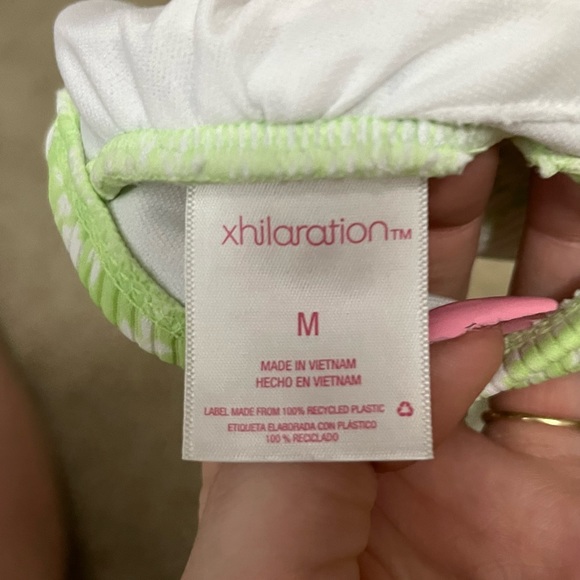 xhilaration™
M
MADE IN VIETNAM
HECHO EN VIETNAM
LABEL MADE FROM 100% RECYCLED PLASTIC
ETIQUETA ELABORADA CON PLÁSTICO
100 % RECICLADO